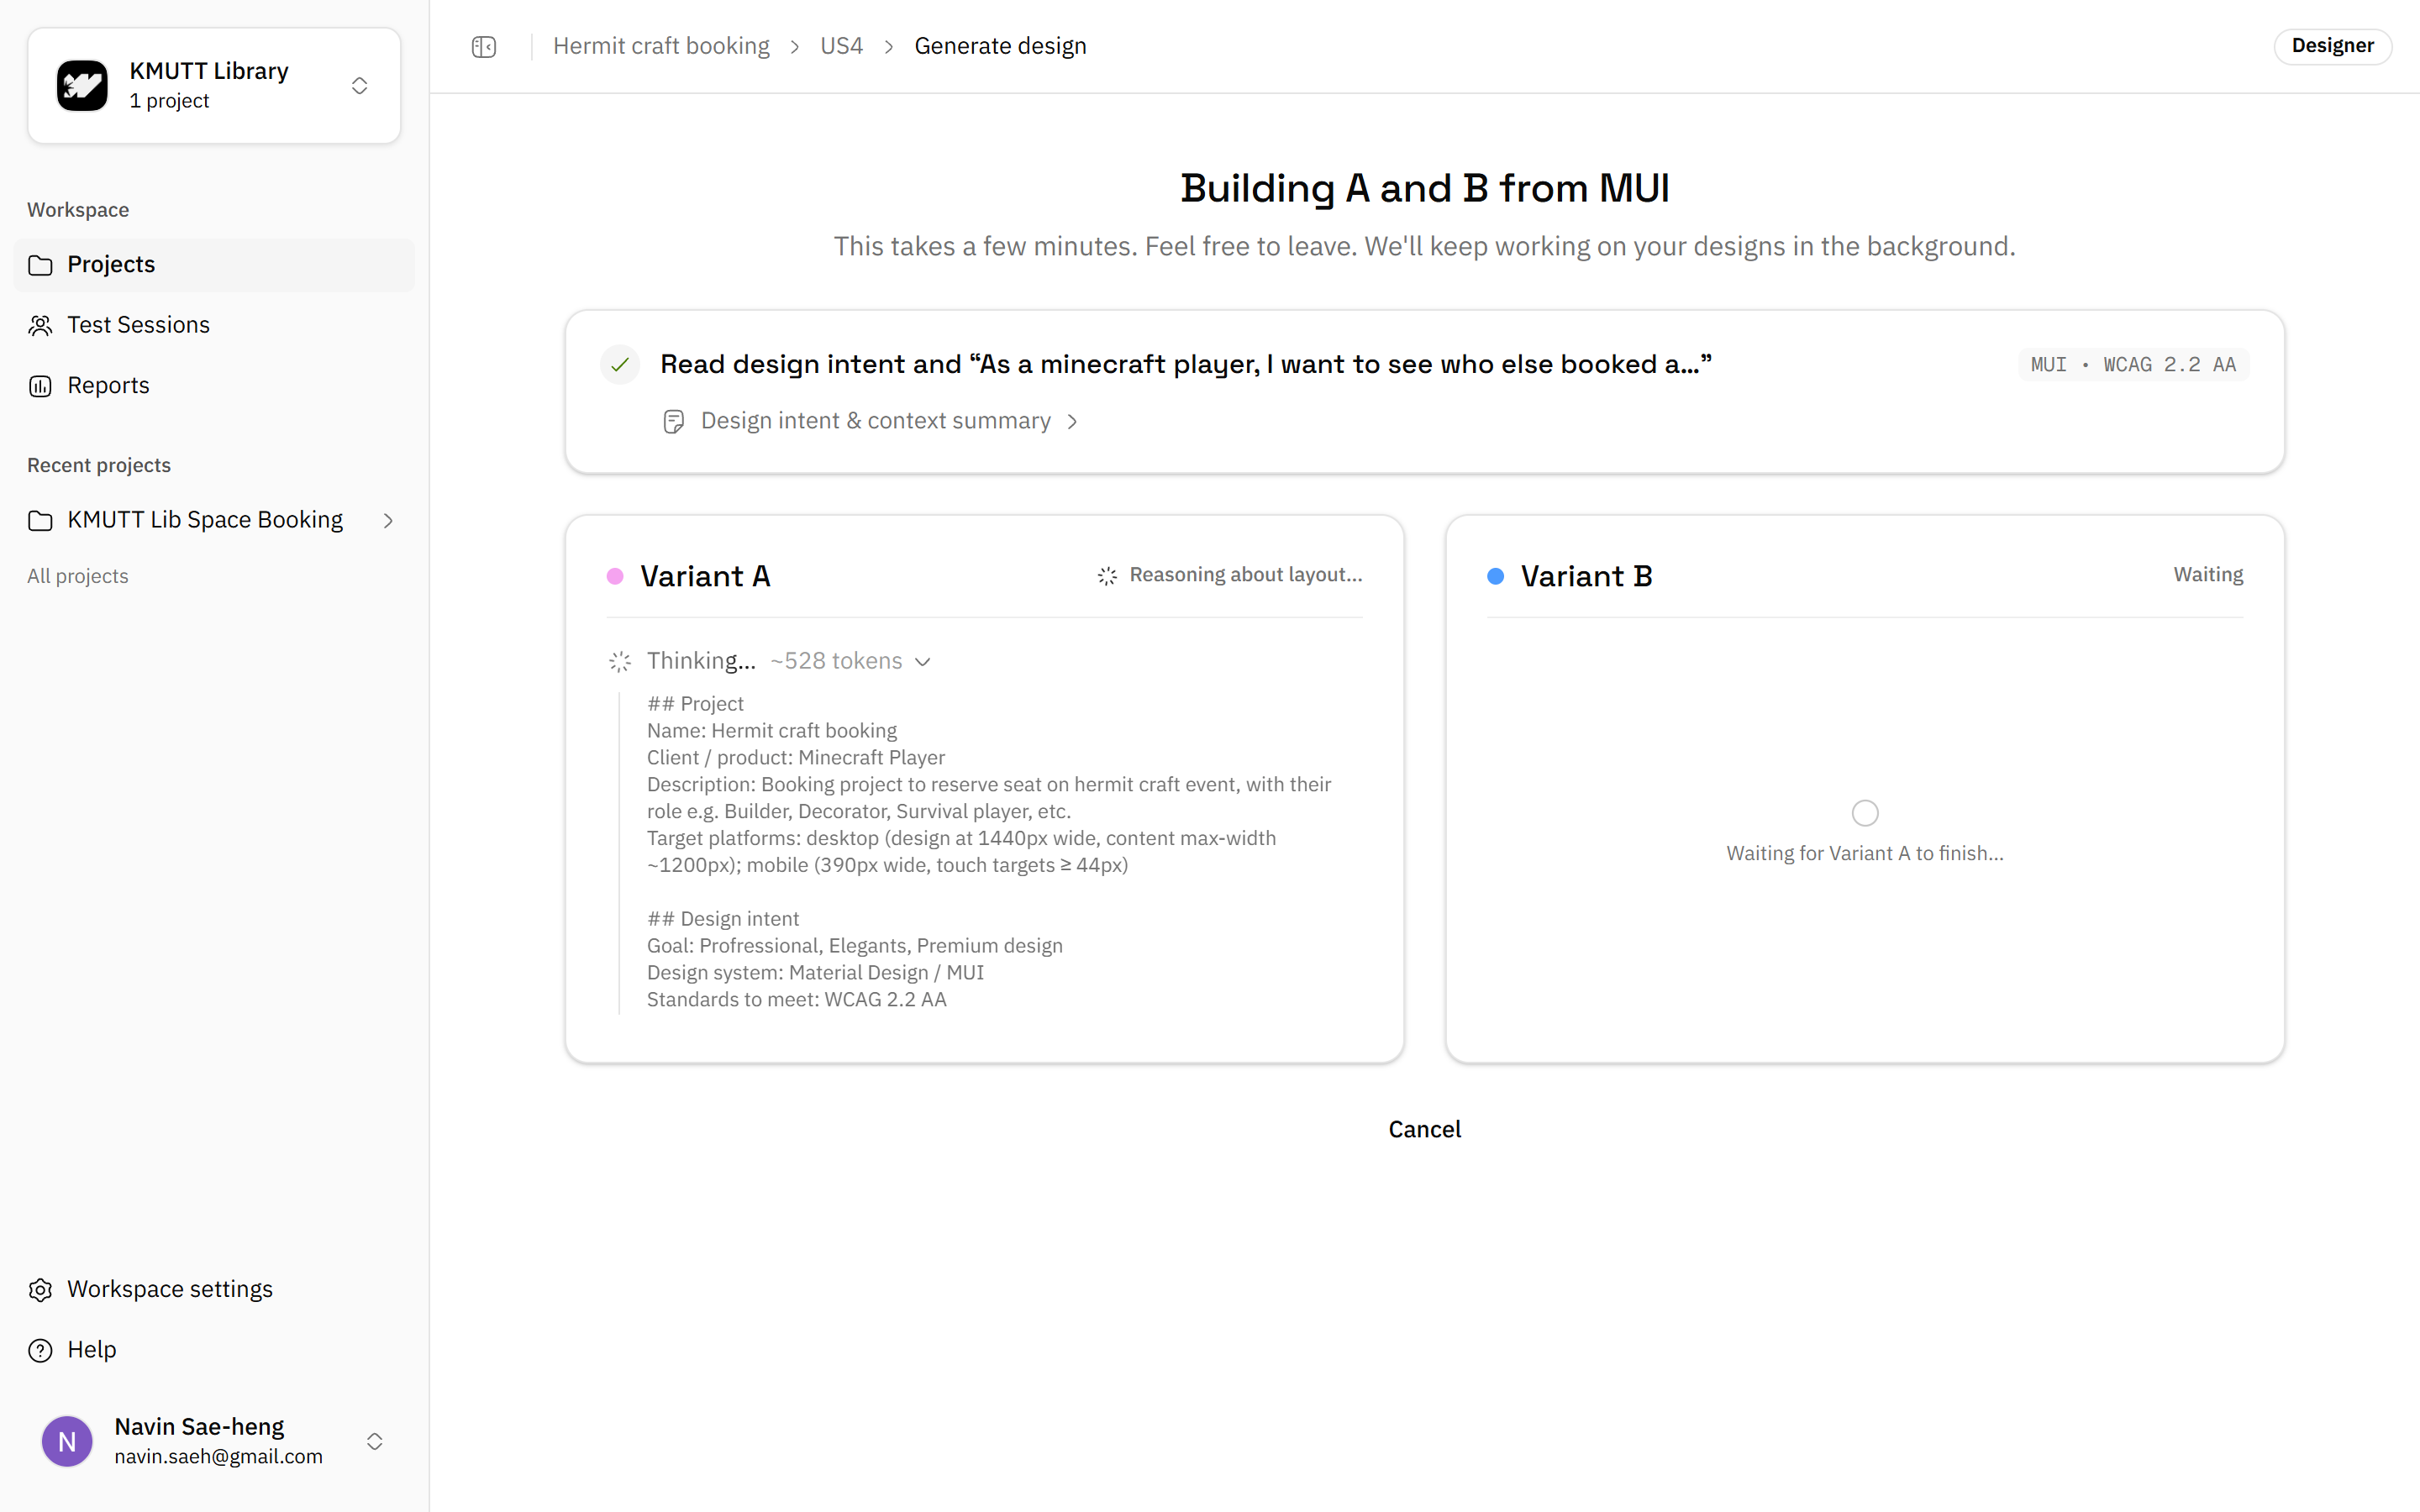 KMUTT Library
1 project
Workspace
Projects
Test Sessions
Reports
Recent projects
KMUTT Lib Space Booking
All projects
Workspace settings
Help
N
Navin Sae-heng
navin.saeh@gmail.com
Hermit craft booking > US4 > Generate design
Designer
Building A and B from MUI
This takes a few minutes. Feel free to leave. We'll keep working on your designs in the background.
Read design intent and “As a minecraft player, I want to see who else booked a...”
MUI • WCAG 2.2 AA
Design intent & context summary
Variant A
Reasoning about layout...
Thinking... ~528 tokens
## Project
Name: Hermit craft booking
Client / product: Minecraft Player
Description: Booking project to reserve seat on hermit craft event, with their
role e.g. Builder, Decorator, Survival player, etc.
Target platforms: desktop (design at 1440px wide, content max-width
~1200px); mobile (390px wide, touch targets ≥ 44px)
## Design intent
Goal: Profressional, Elegants, Premium design
Design system: Material Design / MUI
Standards to meet: WCAG 2.2 AA
Variant B
Waiting
Waiting for Variant A to finish...
Cancel